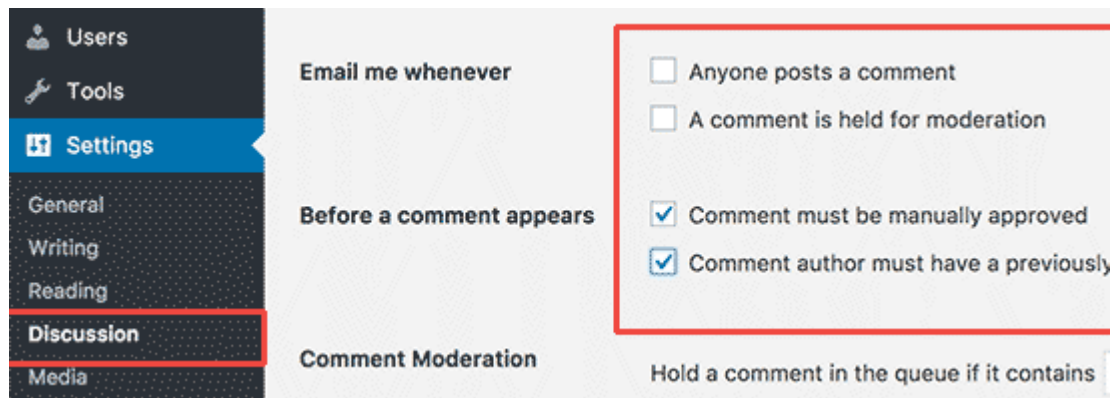 Users
Tools
Settings
General
Writing
Reading
Discussion
Media
Email me whenever
Anyone posts a comment
A comment is held for moderation
Before a comment appears
Comment must be manually approved
Comment author must have a previously
Comment Moderation
Hold a comment in the queue if it contains